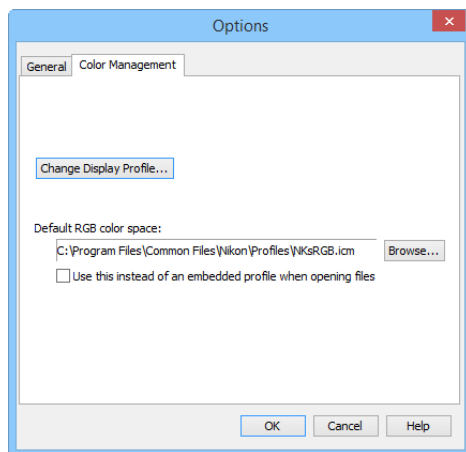 Options
General
Color Management
Change Display Profile...
Default RGB color space:
C:\Program Files\Common Files\Nikon\Profiles\NKsRGB.icm
Browse...
Use this instead of an embedded profile when opening files
OK
Cancel
Help